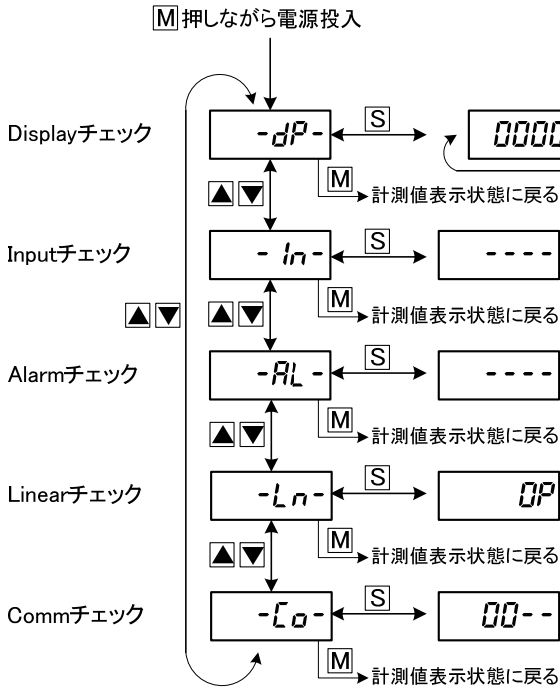 M 押しながら電源投入
Displayチェック
-dP-
S
0000
▲ ▼
M
計測値表示状態に戻る
Inputチェック
-In-
S
----
▲ ▼
▲ ▼
M
計測値表示状態に戻る
Alarmチェック
-AL-
S
----
▲ ▼
M
計測値表示状態に戻る
Linearチェック
-Ln-
S
OP
▲ ▼
M
計測値表示状態に戻る
Commチェック
-Co-
S
00--
M
計測値表示状態に戻る